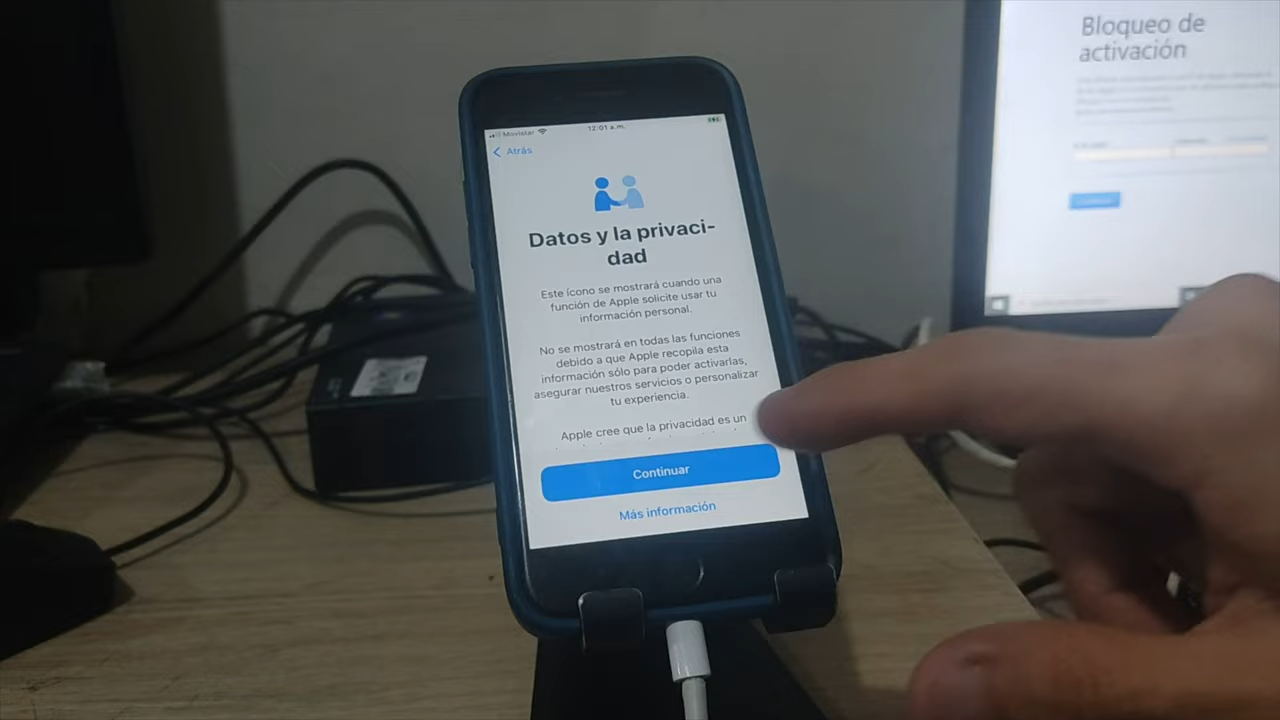 Movistar
12:01 a.m.
Atrás
Datos y la privaci-
dad
Este ícono se mostrará cuando una
función de Apple solicite usar tu
información personal.
No se mostrará en todas las funciones
debido a que Apple recopila esta
información sólo para poder activarlas,
asegurar nuestros servicios o personalizar
tu experiencia.
Apple cree que la privacidad es un
Continuar
Más información
Bloqueo de
activación